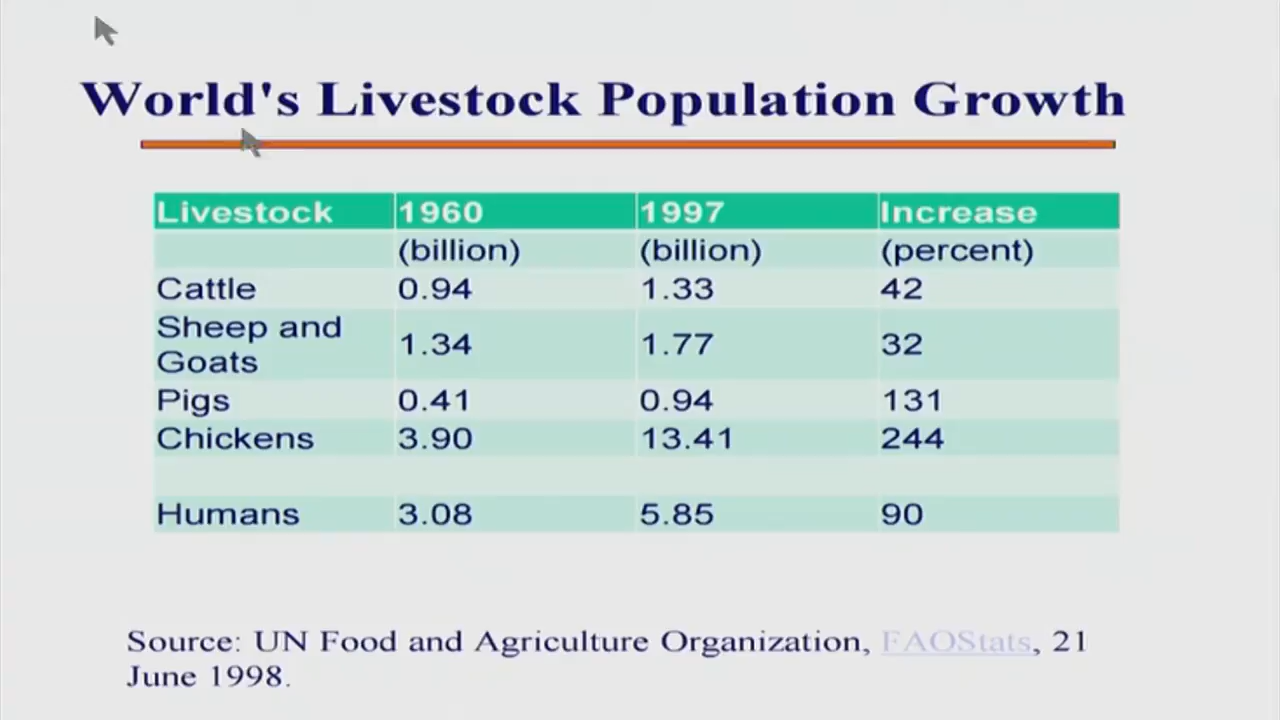 World's Livestock Population Growth
Livestock 1960 1997 Increase
(billion) (billion) (percent)
Cattle 0.94 1.33 42
Sheep and Goats 1.34 1.77 32
Pigs 0.41 0.94 131
Chickens 3.90 13.41 244
Humans 3.08 5.85 90
Source: UN Food and Agriculture Organization, FAOStats, 21
June 1998.